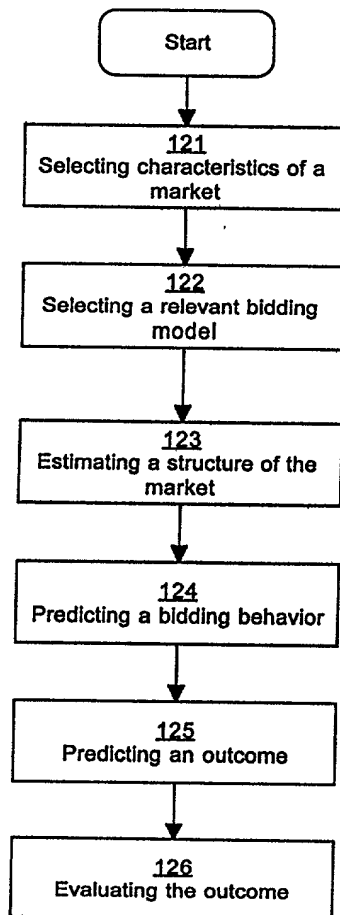 Start
121
Selecting characteristics of a
market
122
Selecting a relevant bidding
model
123
Estimating a structure of the
market
124
Predicting a bidding behavior
125
Predicting an outcome
126
Evaluating the outcome